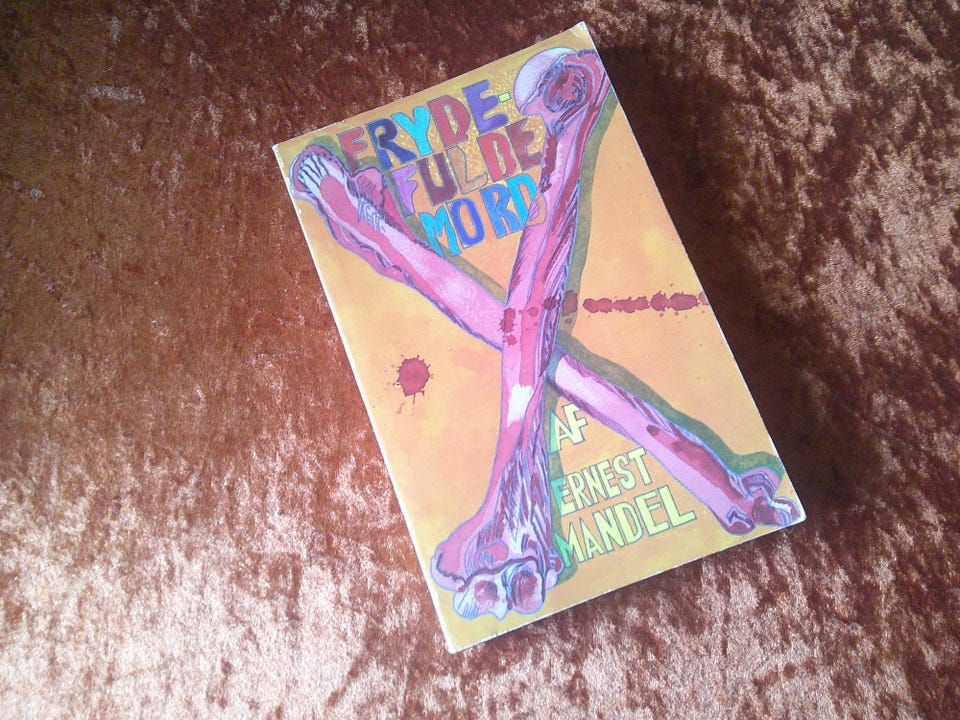 FRYDE-
FULDE
MORD
AF
ERNEST
MANDEL